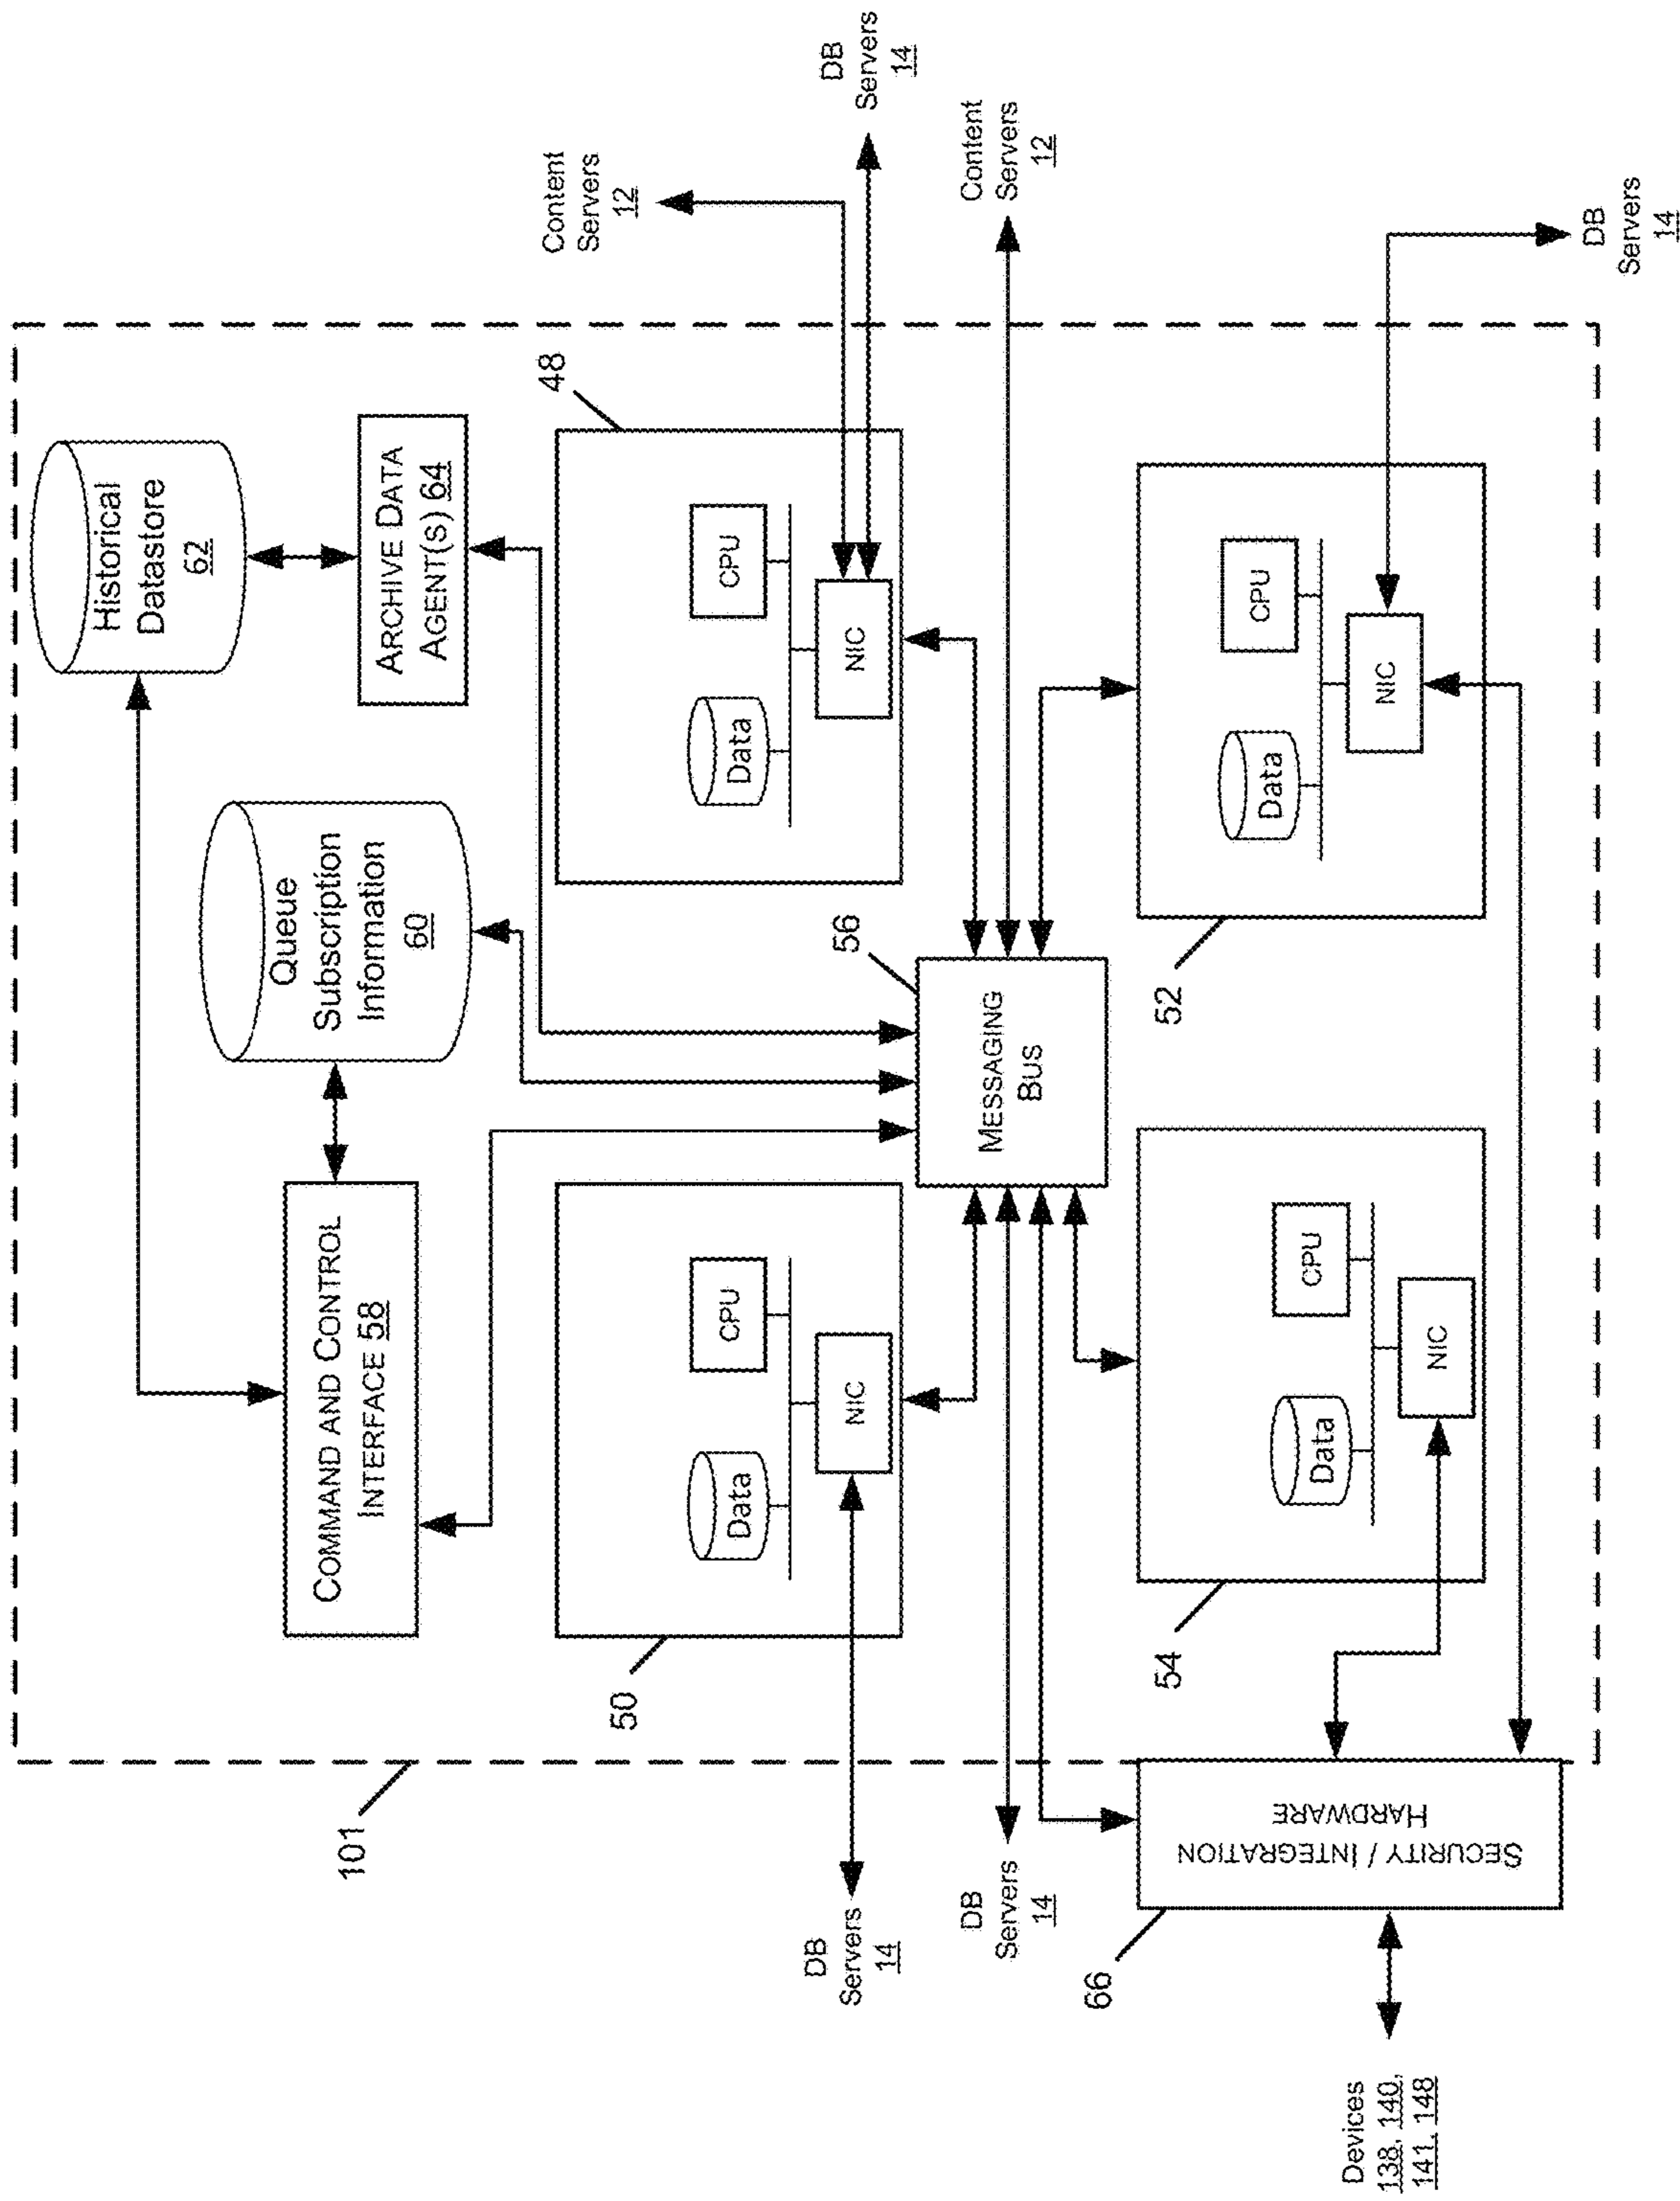 Historical
Datastore
62
ARCHIVE DATA
AGENT(S) 64
Queue
Subscription
Information
60
COMMAND AND CONTROL
INTERFACE 58
101
50
Data
CPU
NIC
DB
Servers
14
48
Data
CPU
NIC
Content
Servers
12
DB
Servers
14
56
MESSAGING
BUS
DB
Servers
14
Content
Servers
12
54
Data
CPU
NIC
52
Data
CPU
NIC
DB
Servers
14
66
SECURITY / INTEGRATION
HARDWARE
Devices
138, 140,
141, 148